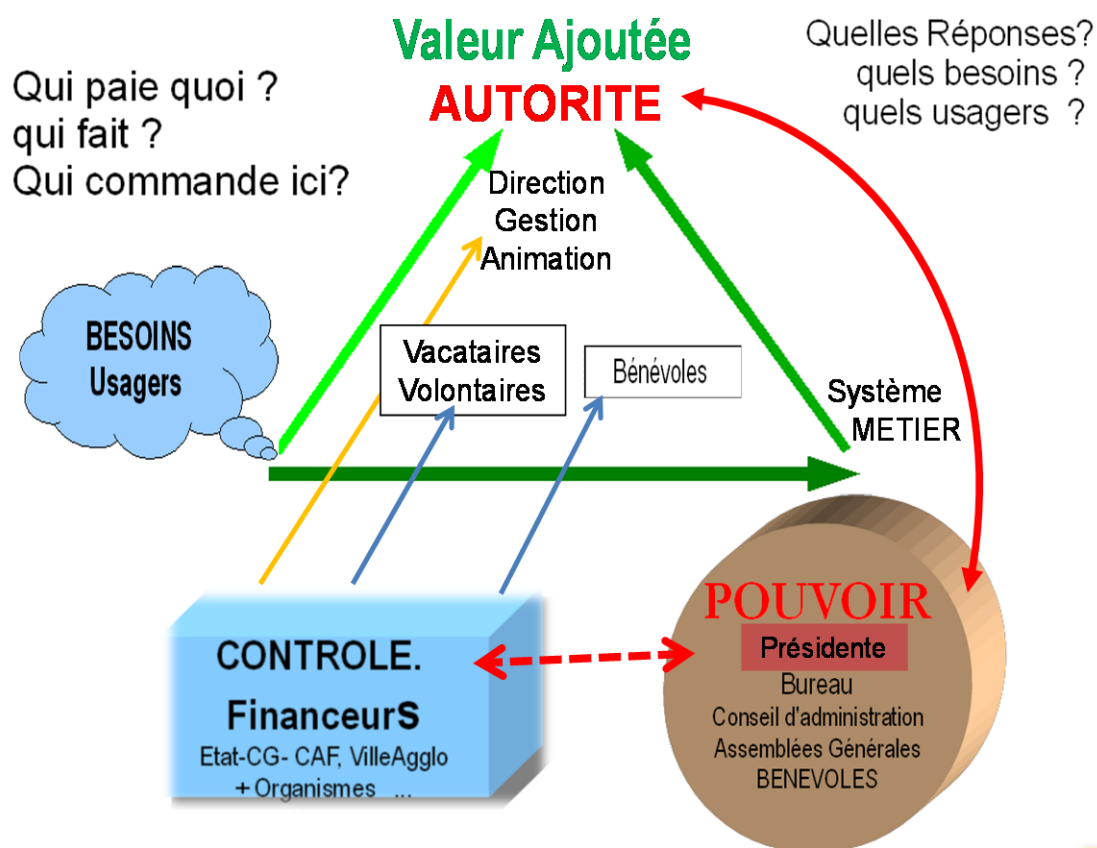 Valeur Ajoutée
AUTORITE
Qui paie quoi ?
qui fait ?
Qui commande ici?
Quelles Réponses?
quels besoins ?
quels usagers ?
Direction
Gestion
Animation
BESOINS
Usagers
Vacataires
Volontaires
Bénévoles
Système
METIER
CONTROLE.
FinanceurS
Etat-CG- CAF, VilleAgglo
+ Organismes ...
POUVOIR
Présidente
Bureau
Conseil d'administration
Assemblées Générales
BENEVOLES